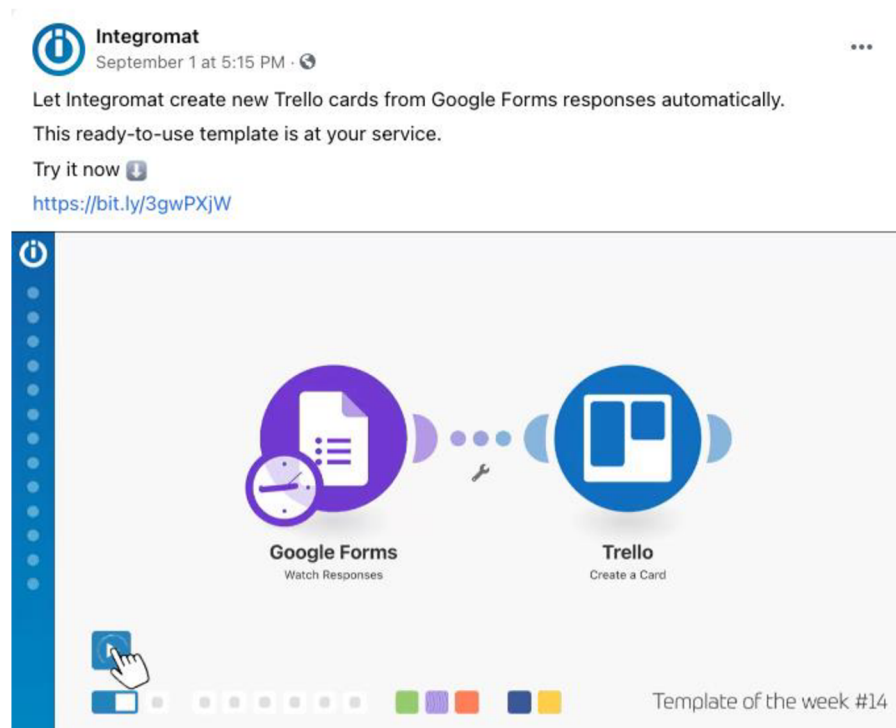 Integromat
September 1 at 5:15 PM ·
Let Integromat create new Trello cards from Google Forms responses automatically.
This ready-to-use template is at your service.
Try it now ⬇️
https://bit.ly/3gwPXjW
Google Forms
Watch Responses
Trello
Create a Card
Template of the week #14